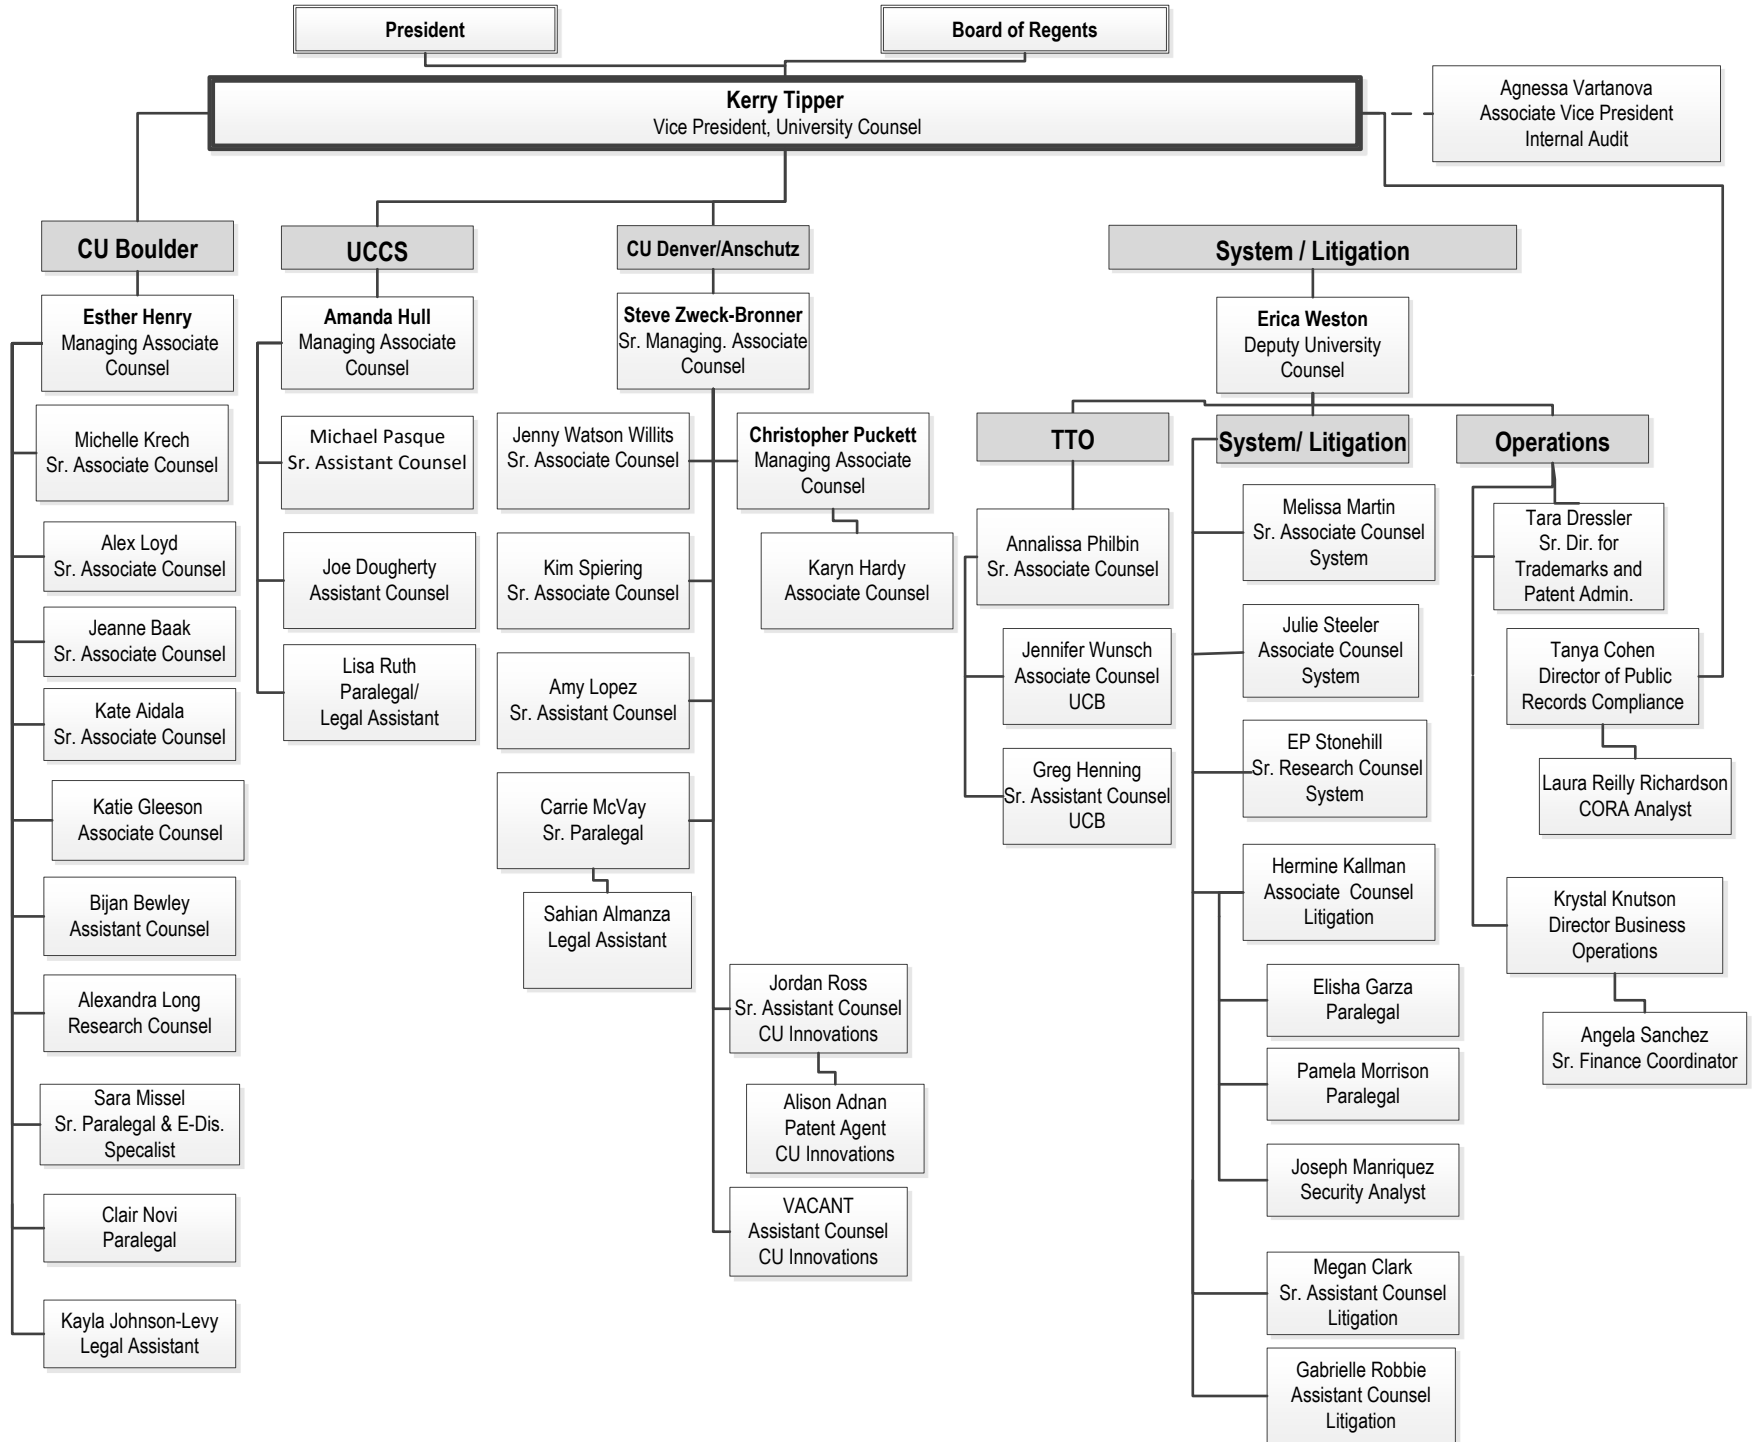 President
Board of Regents
Kerry Tipper
Vice President, University Counsel
Agnessa Vartanova
Associate Vice President
Internal Audit
CU Boulder
Esther Henry
Managing Associate
Counsel
Michelle Krech
Sr. Associate Counsel
Alex Loyd
Sr. Associate Counsel
Jeanne Baak
Sr. Associate Counsel
Kate Aidala
Sr. Associate Counsel
Katie Gleeson
Associate Counsel
Bijan Bewley
Assistant Counsel
Alexandra Long
Research Counsel
Sara Missel
Sr. Paralegal & E-Dis.
Specalist
Clair Novi
Paralegal
Kayla Johnson-Levy
Legal Assistant
UCCS
Amanda Hull
Managing Associate
Counsel
Michael Pasque
Sr. Assistant Counsel
Joe Dougherty
Assistant Counsel
Lisa Ruth
Paralegal/
Legal Assistant
CU Denver/Anschutz
Steve Zweck-Bronner
Sr. Managing. Associate
Counsel
Jenny Watson Willits
Sr. Associate Counsel
Christopher Puckett
Managing Associate
Counsel
Karyn Hardy
Associate Counsel
Kim Spiering
Sr. Associate Counsel
Amy Lopez
Sr. Assistant Counsel
Carrie McVay
Sr. Paralegal
Sahian Almanza
Legal Assistant
Jordan Ross
Sr. Assistant Counsel
CU Innovations
Alison Adnan
Patent Agent
CU Innovations
VACANT
Assistant Counsel
CU Innovations
System / Litigation
Erica Weston
Deputy University
Counsel
TTO
Annalissa Philbin
Sr. Associate Counsel
Jennifer Wunsch
Associate Counsel
UCB
Greg Henning
Sr. Assistant Counsel
UCB
System/ Litigation
Melissa Martin
Sr. Associate Counsel
System
Julie Steeler
Associate Counsel
System
EP Stonehill
Sr. Research Counsel
System
Hermine Kallman
Associate Counsel
Litigation
Elisha Garza
Paralegal
Pamela Morrison
Paralegal
Joseph Manriquez
Security Analyst
Megan Clark
Sr. Assistant Counsel
Litigation
Gabrielle Robbie
Assistant Counsel
Litigation
Operations
Tara Dressler
Sr. Dir. for
Trademarks and
Patent Admin.
Tanya Cohen
Director of Public
Records Compliance
Laura Reilly Richardson
CORA Analyst
Krystal Knutson
Director Business
Operations
Angela Sanchez
Sr. Finance Coordinator